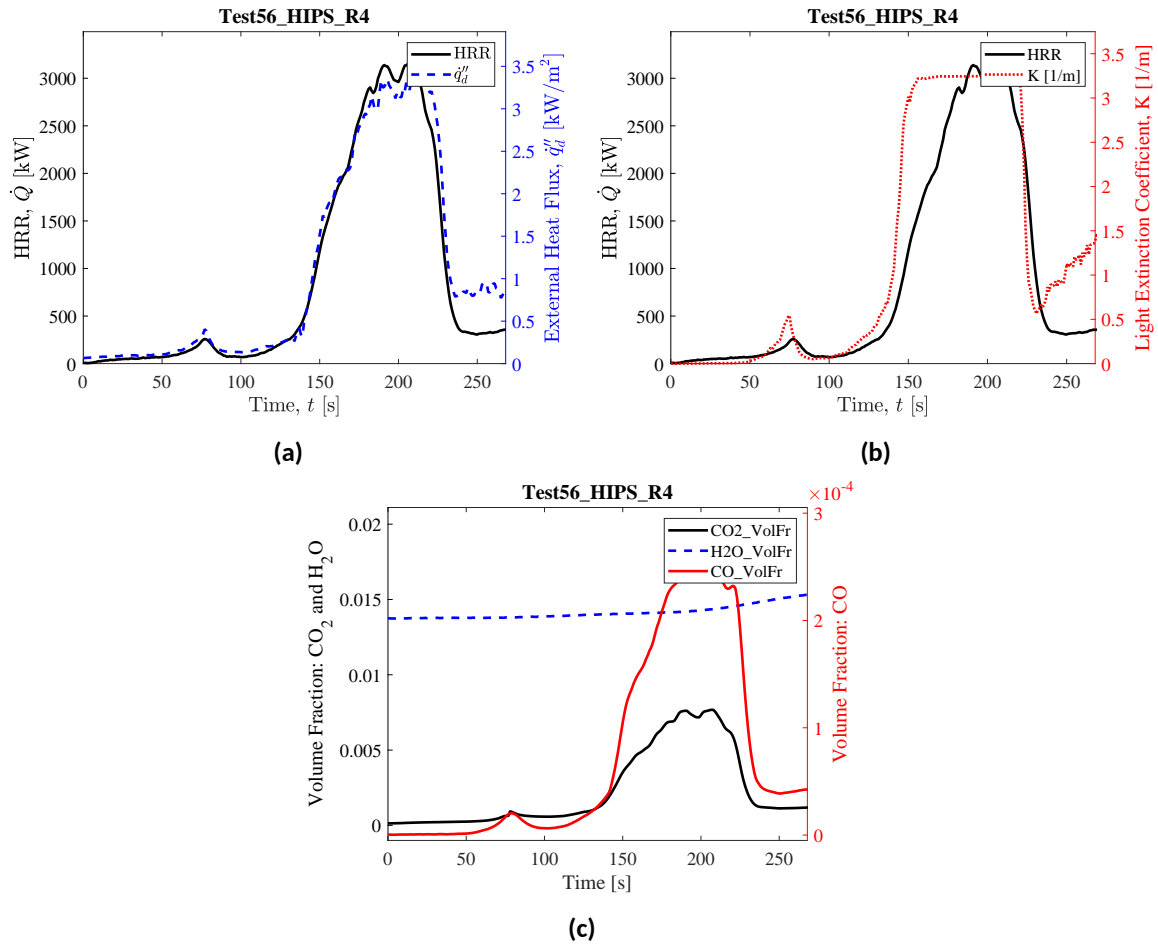 Test56_HIPS_R4
HRR
q̇″d
HRR, Q̇ [kW]
3000
2500
2000
1500
1000
500
0
External Heat Flux, q̇″d [kW/m²]
3.5
3
2.5
2
1.5
1
0.5
0
0 50 100 150 200 250
Time, t [s]
(a)
Test56_HIPS_R4
HRR
K [1/m]
HRR, Q̇ [kW]
3000
2500
2000
1500
1000
500
0
Light Extinction Coefficient, K [1/m]
3.5
3
2.5
2
1.5
1
0.5
0
0 50 100 150 200 250
Time, t [s]
(b)
Test56_HIPS_R4
×10⁻⁴
CO2_VolFr
H2O_VolFr
CO_VolFr
Volume Fraction: CO₂ and H₂O
0.02
0.015
0.01
0.005
0
Volume Fraction: CO
3
2
1
0
0 50 100 150 200 250
Time [s]
(c)